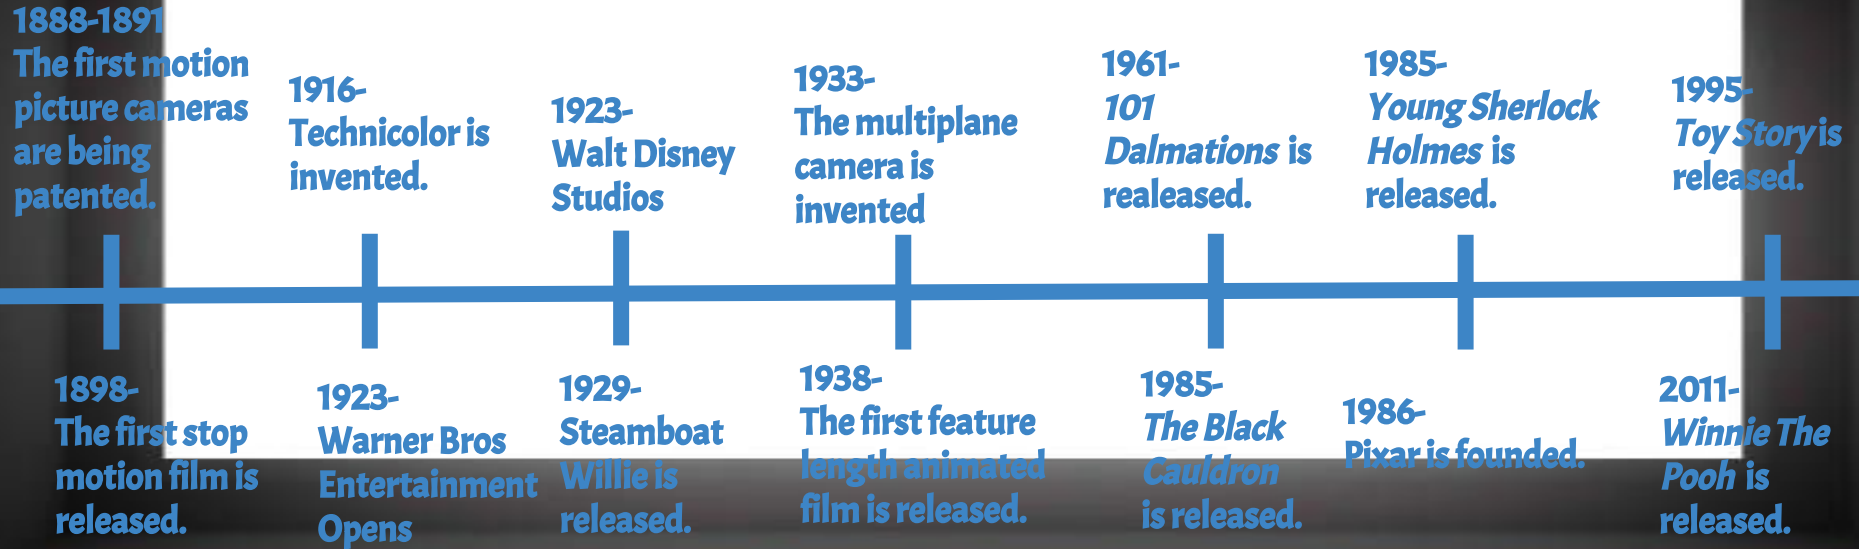 1888-1891
The first motion
picture cameras
are being
patented.
1916-
Technicolor is
invented.
1923-
Walt Disney
Studios
1933-
The multiplane
camera is
invented
1961-
101
Dalmations is
realeased.
1985-
Young Sherlock
Holmes is
released.
1995-
Toy Story is
released.
1898-
The first stop
motion film is
released.
1923-
Warner Bros
Entertainment
Opens
1929-
Steamboat
Willie is
released.
1938-
The first feature
length animated
film is released.
1985-
The Black
Cauldron
is released.
1986-
Pixar is founded.
2011-
Winnie The
Pooh is
released.